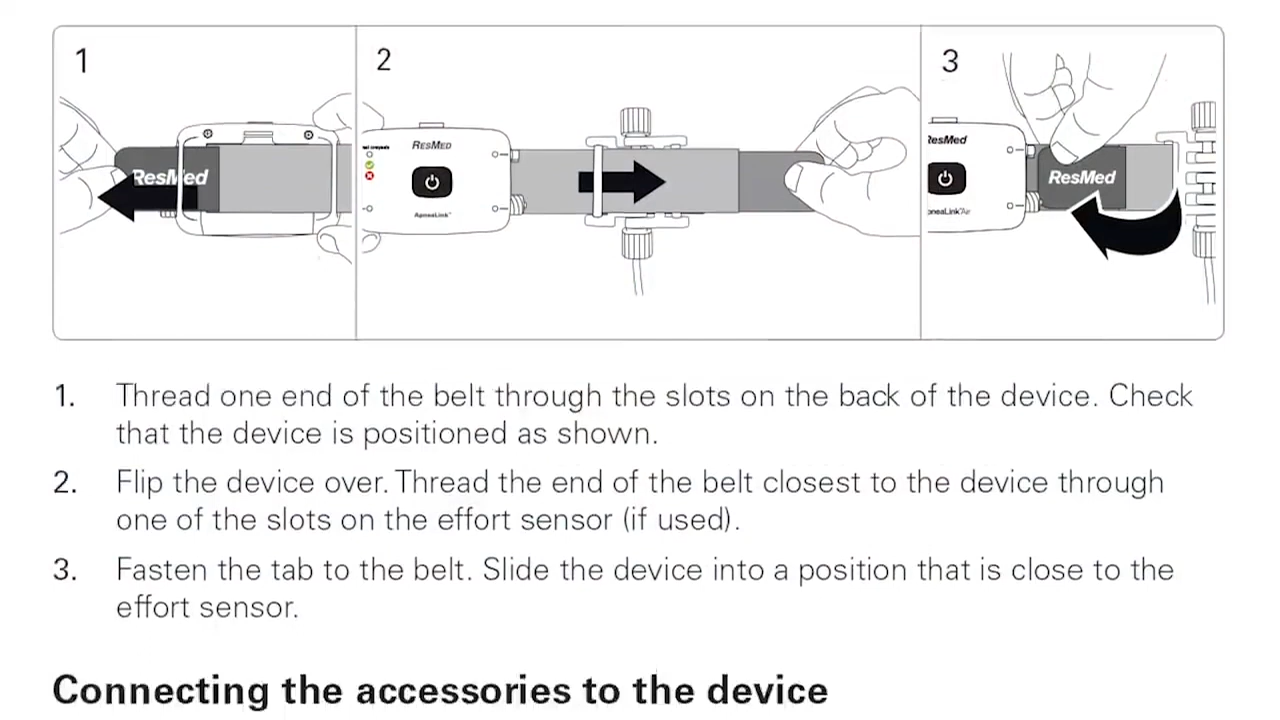 1
2
3
ResMed
RESMED
ApneaLink™
ResMed
ResMed
pneaLink™Air
1. Thread one end of the belt through the slots on the back of the device. Check
that the device is positioned as shown.
2. Flip the device over. Thread the end of the belt closest to the device through
one of the slots on the effort sensor (if used).
3. Fasten the tab to the belt. Slide the device into a position that is close to the
effort sensor.
Connecting the accessories to the device